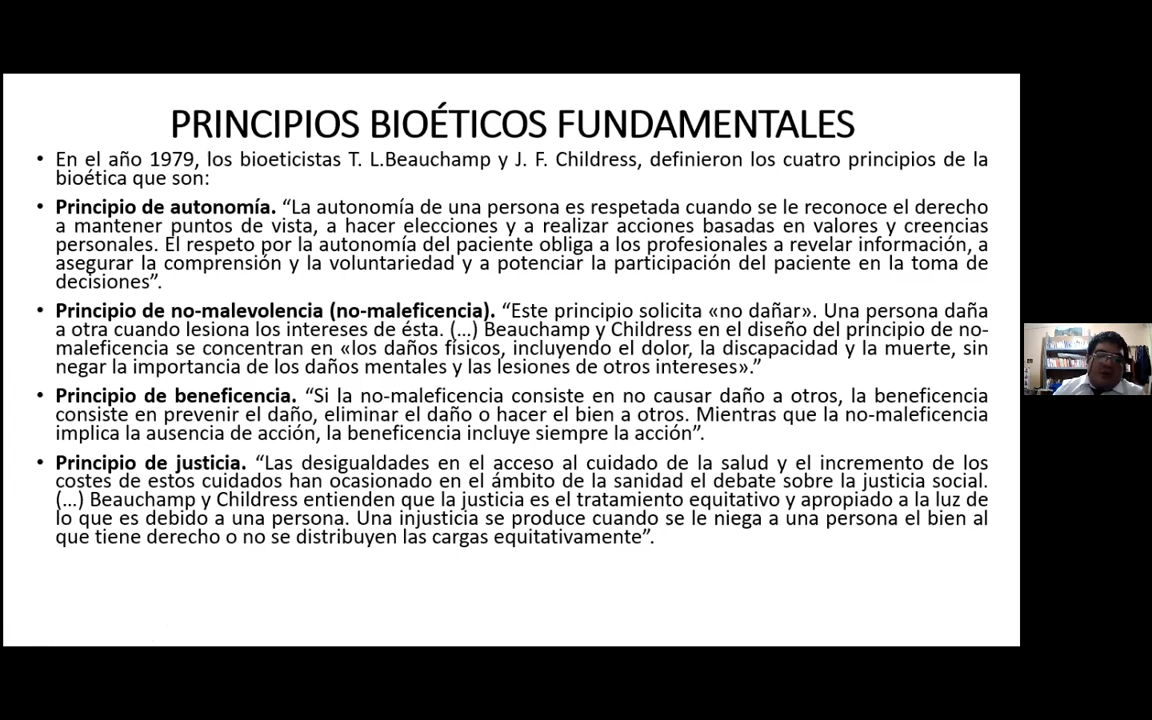 PRINCIPIOS BIOÉTICOS FUNDAMENTALES
• En el año 1979, los bioeticistas T. L.Beauchamp y J. F. Childress, definieron los cuatro principios de la
bioética que son:
• Principio de autonomía. “La autonomía de una persona es respetada cuando se le reconoce el derecho
a mantener puntos de vista, a hacer elecciones y a realizar acciones basadas en valores y creencias
personales. El respeto por la autonomía del paciente obliga a los profesionales a revelar información, a
asegurar la comprensión y la voluntariedad y a potenciar la participación del paciente en la toma de
decisiones”.
• Principio de no-malevolencia (no-maleficencia). “Este principio solicita «no dañar». Una persona daña
a otra cuando lesiona los intereses de ésta. (…) Beauchamp y Childress en el diseño del principio de no-
maleficencia se concentran en «los daños físicos, incluyendo el dolor, la discapacidad y la muerte, sin
negar la importancia de los daños mentales y las lesiones de otros intereses».”
• Principio de beneficencia. “Si la no-maleficencia consiste en no causar daño a otros, la beneficencia
consiste en prevenir el daño, eliminar el daño o hacer el bien a otros. Mientras que la no-maleficencia
implica la ausencia de acción, la beneficencia incluye siempre la acción”.
• Principio de justicia. “Las desigualdades en el acceso al cuidado de la salud y el incremento de los
costes de estos cuidados han ocasionado en el ámbito de la sanidad el debate sobre la justicia social.
(…) Beauchamp y Childress entienden que la justicia es el tratamiento equitativo y apropiado a la luz de
lo que es debido a una persona. Una injusticia se produce cuando se le niega a una persona el bien al
que tiene derecho o no se distribuyen las cargas equitativamente”.